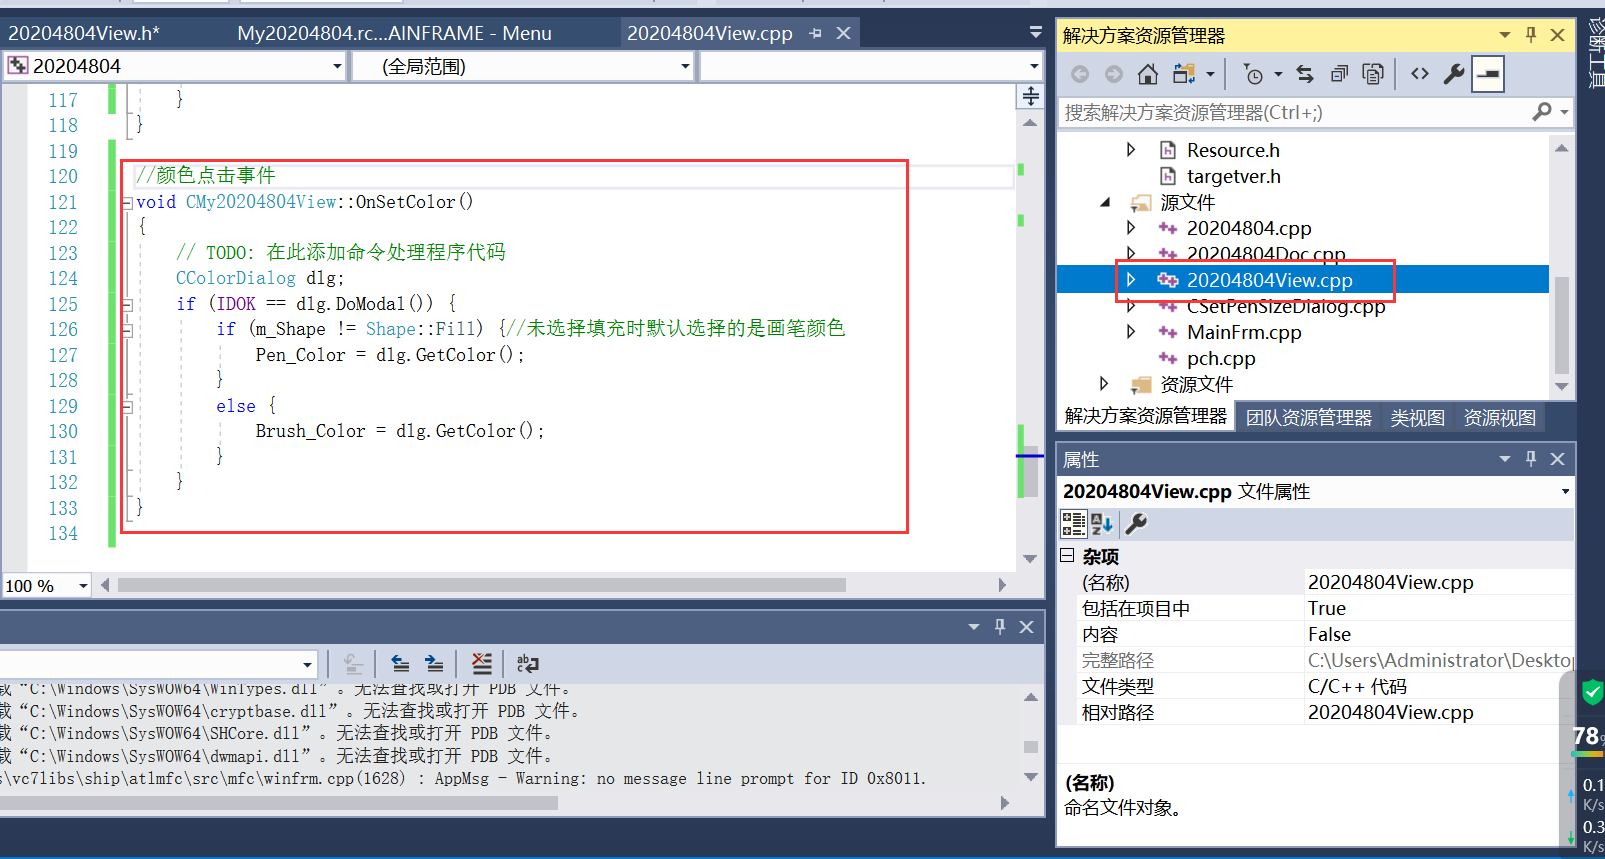 20204804View.h*
My20204804.rc...AINFRAME - Menu
20204804View.cpp
20204804
(全局范围)
117 }
118 }
119
120 //颜色点击事件
121 void CMy20204804View::OnSetColor()
122 {
123 // TODO: 在此添加命令处理程序代码
124 CColorDialog dlg;
125 if (IDOK == dlg.DoModal()) {
126 if (m_Shape != Shape::Fill) {//未选择填充时默认选择的是画笔颜色
127 Pen_Color = dlg.GetColor();
128 }
129 else {
130 Brush_Color = dlg.GetColor();
131 }
132 }
133 }
134
100 %
载“C:\Windows\SysWOW64\WinTypes.dll”。无法查找或打开 PDB 文件。
载“C:\Windows\SysWOW64\cryptbase.dll”。无法查找或打开 PDB 文件。
载“C:\Windows\SysWOW64\SHCore.dll”。无法查找或打开 PDB 文件。
载“C:\Windows\SysWOW64\dwmapi.dll”。无法查找或打开 PDB 文件。
s\vc7libs\ship\atlmfc\src\mfc\winfrm.cpp(1628) : AppMsg - Warning: no message line prompt for ID 0x8011.
解决方案资源管理器
搜索解决方案资源管理器(Ctrl+;)
Resource.h
targetver.h
源文件
20204804.cpp
20204804Doc.cpp
20204804View.cpp
CSetPenSizeDialog.cpp
MainFrm.cpp
pch.cpp
资源文件
解决方案资源管理器 团队资源管理器 类视图 资源视图
属性
20204804View.cpp 文件属性
杂项
(名称) 20204804View.cpp
包括在项目中 True
内容 False
完整路径 C:\Users\Administrator\Deskto
文件类型 C/C++ 代码
相对路径 20204804View.cpp
(名称)
命名文件对象。
诊断工具
78%
0.1
K/s
0.3
K/s